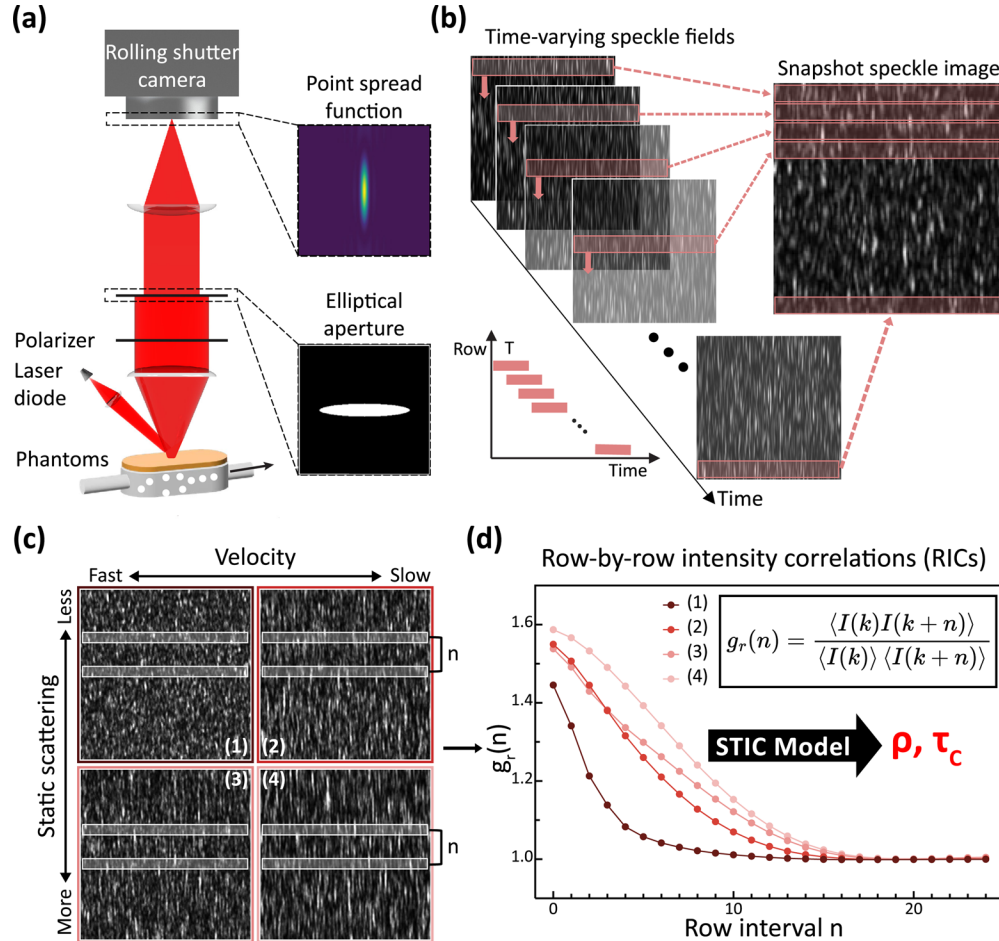 (a)
Rolling shutter
camera
Point spread
function
Elliptical
aperture
Polarizer
Laser
diode
Phantoms
(b)
Time-varying speckle fields
Snapshot speckle image
Row
T
Time
Time
(c)
Velocity
Fast
Slow
Static scattering
Less
More
n
n
(1)
(2)
(3)
(4)
(d)
Row-by-row intensity correlations (RICs)
(1)
(2)
(3)
(4)
g_r(n) = ⟨I(k)I(k + n)⟩ / ⟨I(k)⟩ ⟨I(k + n)⟩
STIC Model
ρ, τ_C
g_r(n)
1.6
1.4
1.2
1.0
0
10
20
Row interval n